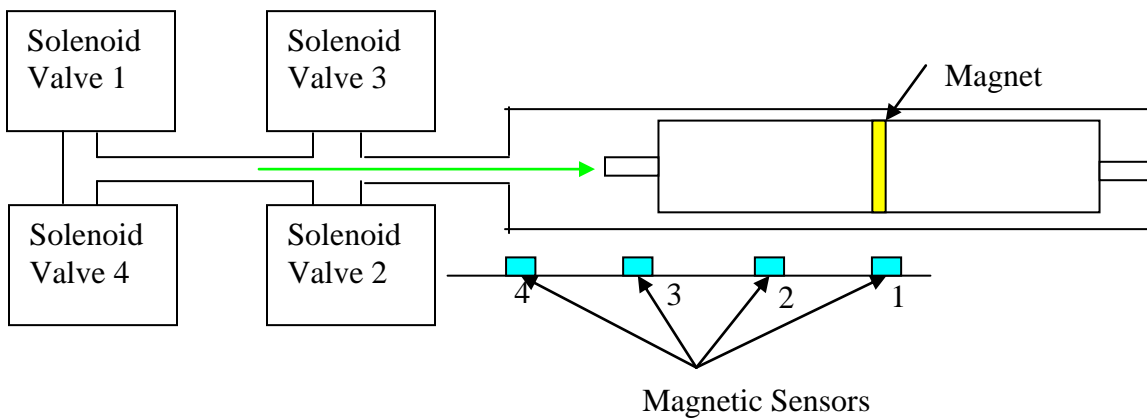 Solenoid
Valve 1
Solenoid
Valve 3
Magnet
Solenoid
Valve 4
Solenoid
Valve 2
4
3
2
1
Magnetic Sensors